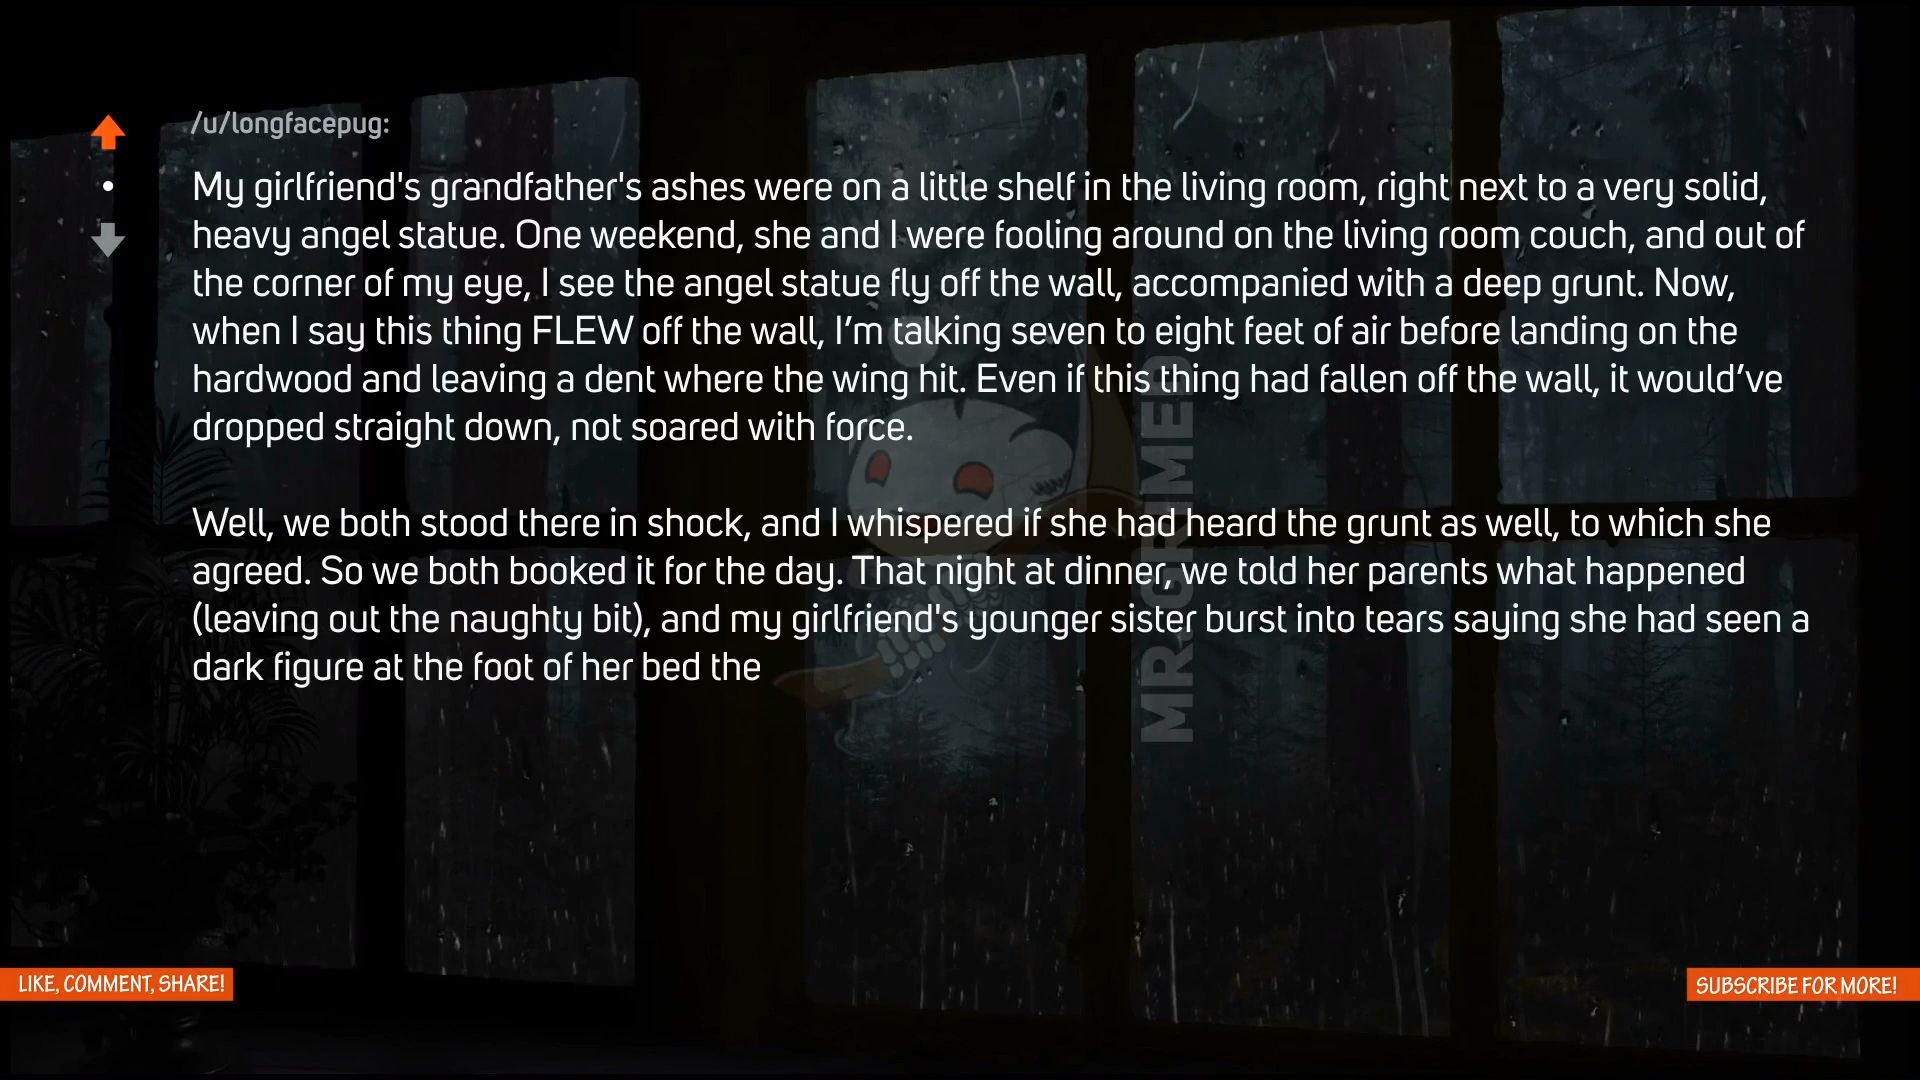 /u/longfacepug:
My girlfriend's grandfather's ashes were on a little shelf in the living room, right next to a very solid,
heavy angel statue. One weekend, she and I were fooling around on the living room couch, and out of
the corner of my eye, I see the angel statue fly off the wall, accompanied with a deep grunt. Now,
when I say this thing FLEW off the wall, I’m talking seven to eight feet of air before landing on the
hardwood and leaving a dent where the wing hit. Even if this thing had fallen off the wall, it would’ve
dropped straight down, not soared with force.
Well, we both stood there in shock, and I whispered if she had heard the grunt as well, to which she
agreed. So we both booked it for the day. That night at dinner, we told her parents what happened
(leaving out the naughty bit), and my girlfriend's younger sister burst into tears saying she had seen a
dark figure at the foot of her bed the
MR.GRIMED
LIKE, COMMENT, SHARE!
SUBSCRIBE FOR MORE!